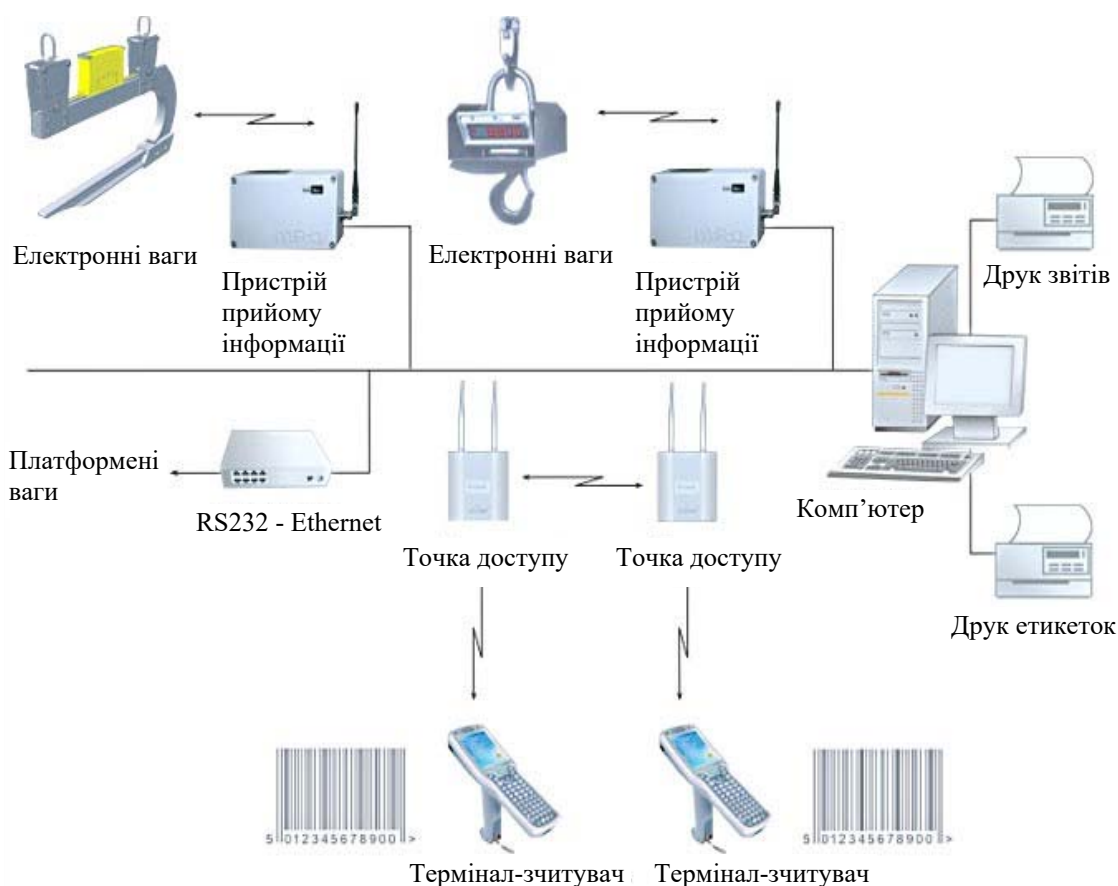 Електронні ваги
Пристрій
прийому
інформації
Електронні ваги
Пристрій
прийому
інформації
Друк звітів
Платформені
ваги
RS232 - Ethernet
Точка доступу
Точка доступу
Комп’ютер
Друк етикеток
5 012345678900 >
5 012345678900 >
Термінал-зчитувач
Термінал-зчитувач